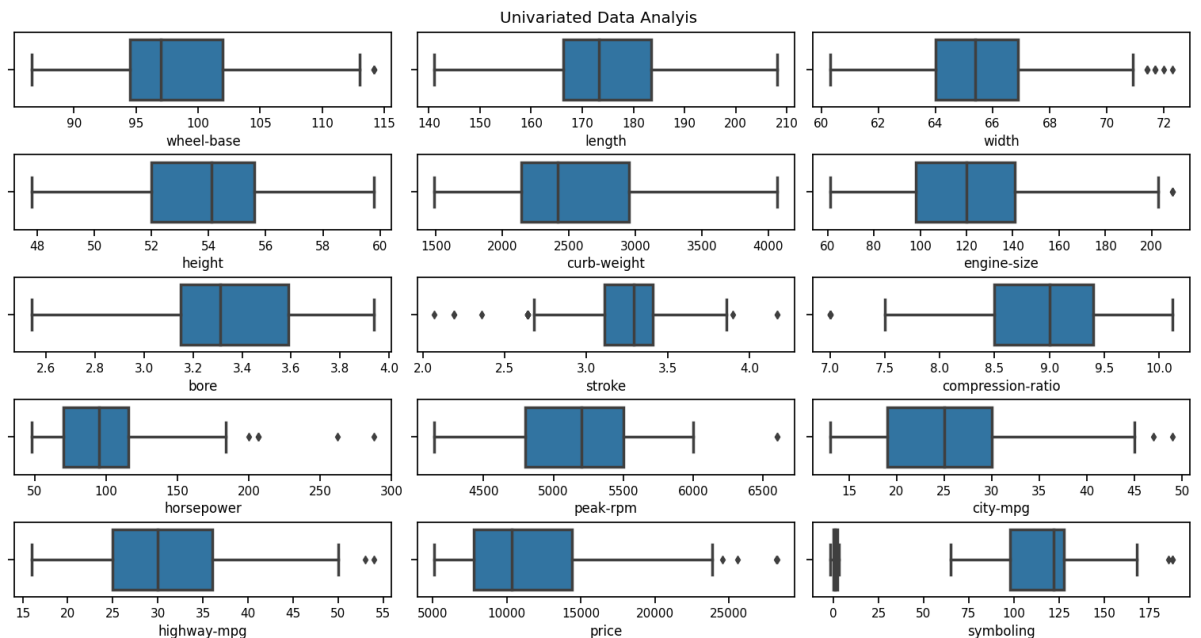 Univariated Data Analyis
90 95 100 105 110 115
wheel-base
140 150 160 170 180 190 200 210
length
60 62 64 66 68 70 72
width
48 50 52 54 56 58 60
height
1500 2000 2500 3000 3500 4000
curb-weight
60 80 100 120 140 160 180 200
engine-size
2.6 2.8 3.0 3.2 3.4 3.6 3.8 4.0
bore
2.0 2.5 3.0 3.5 4.0
stroke
7.0 7.5 8.0 8.5 9.0 9.5 10.0
compression-ratio
50 100 150 200 250 300
horsepower
4500 5000 5500 6000 6500
peak-rpm
15 20 25 30 35 40 45 50
city-mpg
15 20 25 30 35 40 45 50 55
highway-mpg
5000 10000 15000 20000 25000
price
0 25 50 75 100 125 150 175
symboling